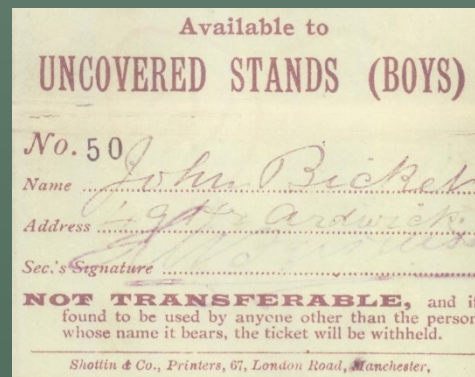 Available to
UNCOVERED STANDS (BOYS)
No. 50
Name John
Address Ardwick
Sec.'s Signature
NOT TRANSFERABLE, and if
found to be used by anyone other than the person
whose name it bears, the ticket will be withheld.
Shottin & Co., Printers, 67, London Road, Manchester,